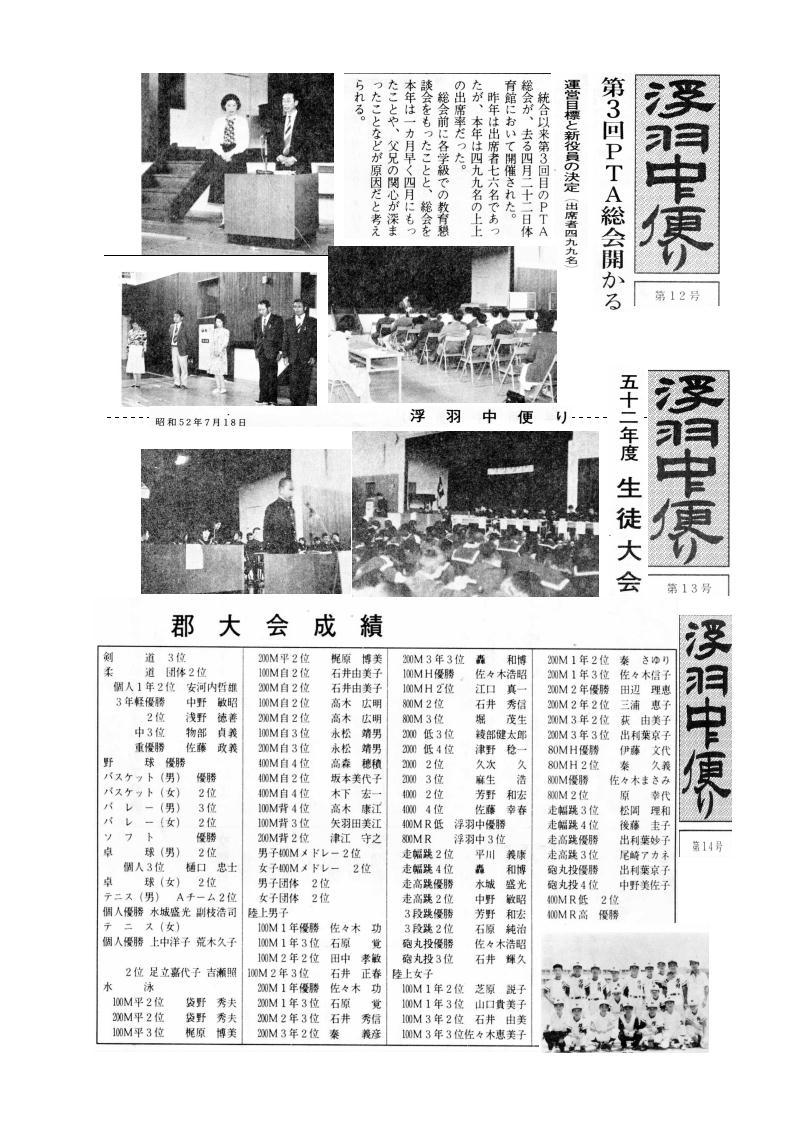 浮羽中便り
第12号
第3回PTA総会開かる
運営目標と新役員の決定（出席者四九九名）
統合以来第3回目のPTA
総会が、去る四月二十二日体
育館において開催された。
昨年は出席者七六名であっ
たが、本年は四九九名の上上
の出席率だった。
総会前に各学級での教育懇
談会をもったことと、総会を
本年は一カ月早く四月にもっ
たことや、父兄の関心が深ま
ったことなどが原因だと考え
られる。
昭和52年7月18日
浮羽中便り
浮羽中便り
第13号
五十二年度 生徒大会
浮羽中便り
第14号
郡大会成績
剣道 3位
柔道 団体2位
個人1年2位 安河内哲雄
3年軽優勝 中野 敏昭
2位 浅野 徳善
中3位 物部 貞義
重優勝 佐藤 政義
野球 優勝
バスケット(男) 優勝
バスケット(女) 2位
バレー(男) 3位
バレー(女) 2位
ソフト 優勝
卓球(男) 2位
個人3位 樋口 忠士
卓球(女) 2位
テニス(男) Aチーム2位
個人優勝 水城盛光 副枝浩司
テニス(女)
個人優勝 上中洋子 荒木久子
2位 足立嘉代子 吉瀬照
水泳
100M平2位 袋野 秀夫
200M平2位 袋野 秀夫
100M平3位 梶原 博美
200M平2位 梶原 博美
100M自2位 石井由美子
200M自2位 石井由美子
100M自2位 高木 広明
200M自2位 高木 広明
100M自3位 永松 靖男
200M自3位 永松 靖男
400M自4位 高森 穂積
400M自2位 坂本美代子
400M自4位 木下 宏一
100M背4位 高木 康江
100M背3位 矢羽田美江
200M背2位 津江 守之
男子400Mメドレー2位
女子400Mメドレー 2位
男子団体 2位
女子団体 2位
陸上男子
100M1年優勝 佐々木 功
100M1年3位 石原 覚
100M2年2位 田中 孝敏
100M2年3位 石井 正春
200M1年優勝 佐々木 功
200M1年3位 石原 覚
200M2年3位 石井 秀信
200M3年2位 秦 義彦
200M3年3位 轟 和博
100MH優勝 佐々木浩昭
100MH2位 江口 真一
800M2位 石井 秀信
800M3位 堀 茂生
2000 低3位 綾部健太郎
2000 低4位 津野 稔一
2000 2位 久次 久
2000 3位 麻生 浩
4000 2位 芳野 和宏
4000 4位 佐藤 幸春
400MR低 浮羽中優勝
800MR 浮羽中3位
走幅跳2位 平川 義康
走幅跳4位 轟 和博
走高跳優勝 水城 盛光
走高跳2位 中野 敏昭
3段跳優勝 芳野 和宏
3段跳2位 石原 純治
砲丸投優勝 佐々木浩昭
砲丸投3位 石井 輝久
陸上女子
100M1年2位 芝原 説子
100M1年3位 山口貴美子
100M3年2位 石井 由美
100M3年3位佐々木恵美子
200M1年2位 秦 さゆり
200M1年3位 佐々木信子
200M2年優勝 田辺 理恵
200M2年2位 三浦 恵子
200M3年2位 荻 由美子
200M3年3位 出利葉京子
80MH優勝 伊藤 文代
80MH2位 秦 久義
800M優勝 佐々木まさみ
800M2位 原 幸代
走幅跳3位 松岡 理和
走幅跳4位 後藤 圭子
走高跳優勝 出利葉妙子
走高跳3位 尾崎アカネ
砲丸投優勝 出利葉京子
砲丸投4位 中野美佐子
400MR低 2位
400MR高 優勝